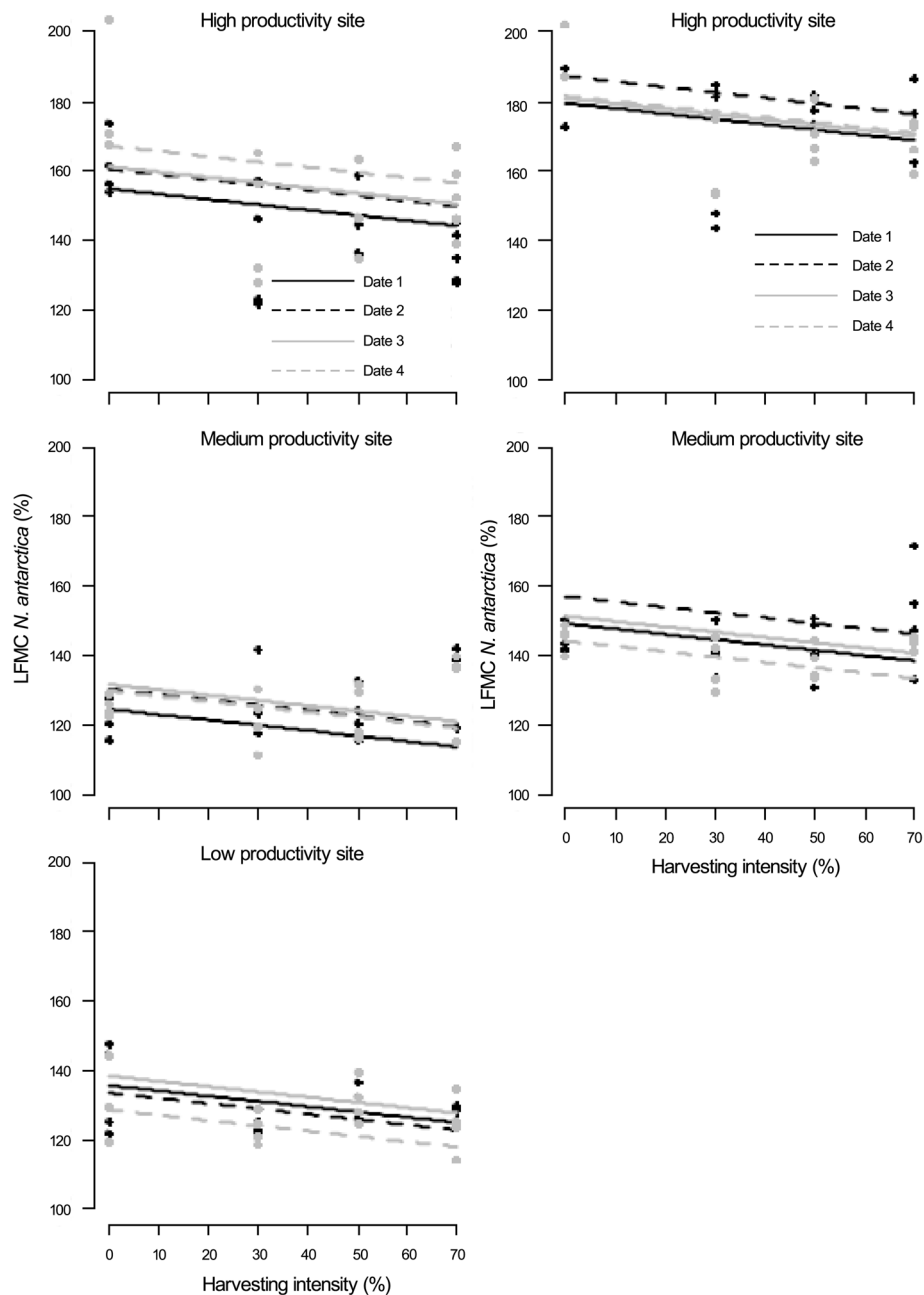 High productivity site
200
180
160
140
120
100
Date 1
Date 2
Date 3
Date 4
High productivity site
200
180
160
140
120
100
Date 1
Date 2
Date 3
Date 4
Medium productivity site
200
180
160
140
120
100
LFMC N. antarctica (%)
Medium productivity site
200
180
160
140
120
100
LFMC N. antarctica (%)
0 10 20 30 40 50 60 70
Harvesting intensity (%)
Low productivity site
200
180
160
140
120
100
0 10 20 30 40 50 60 70
Harvesting intensity (%)